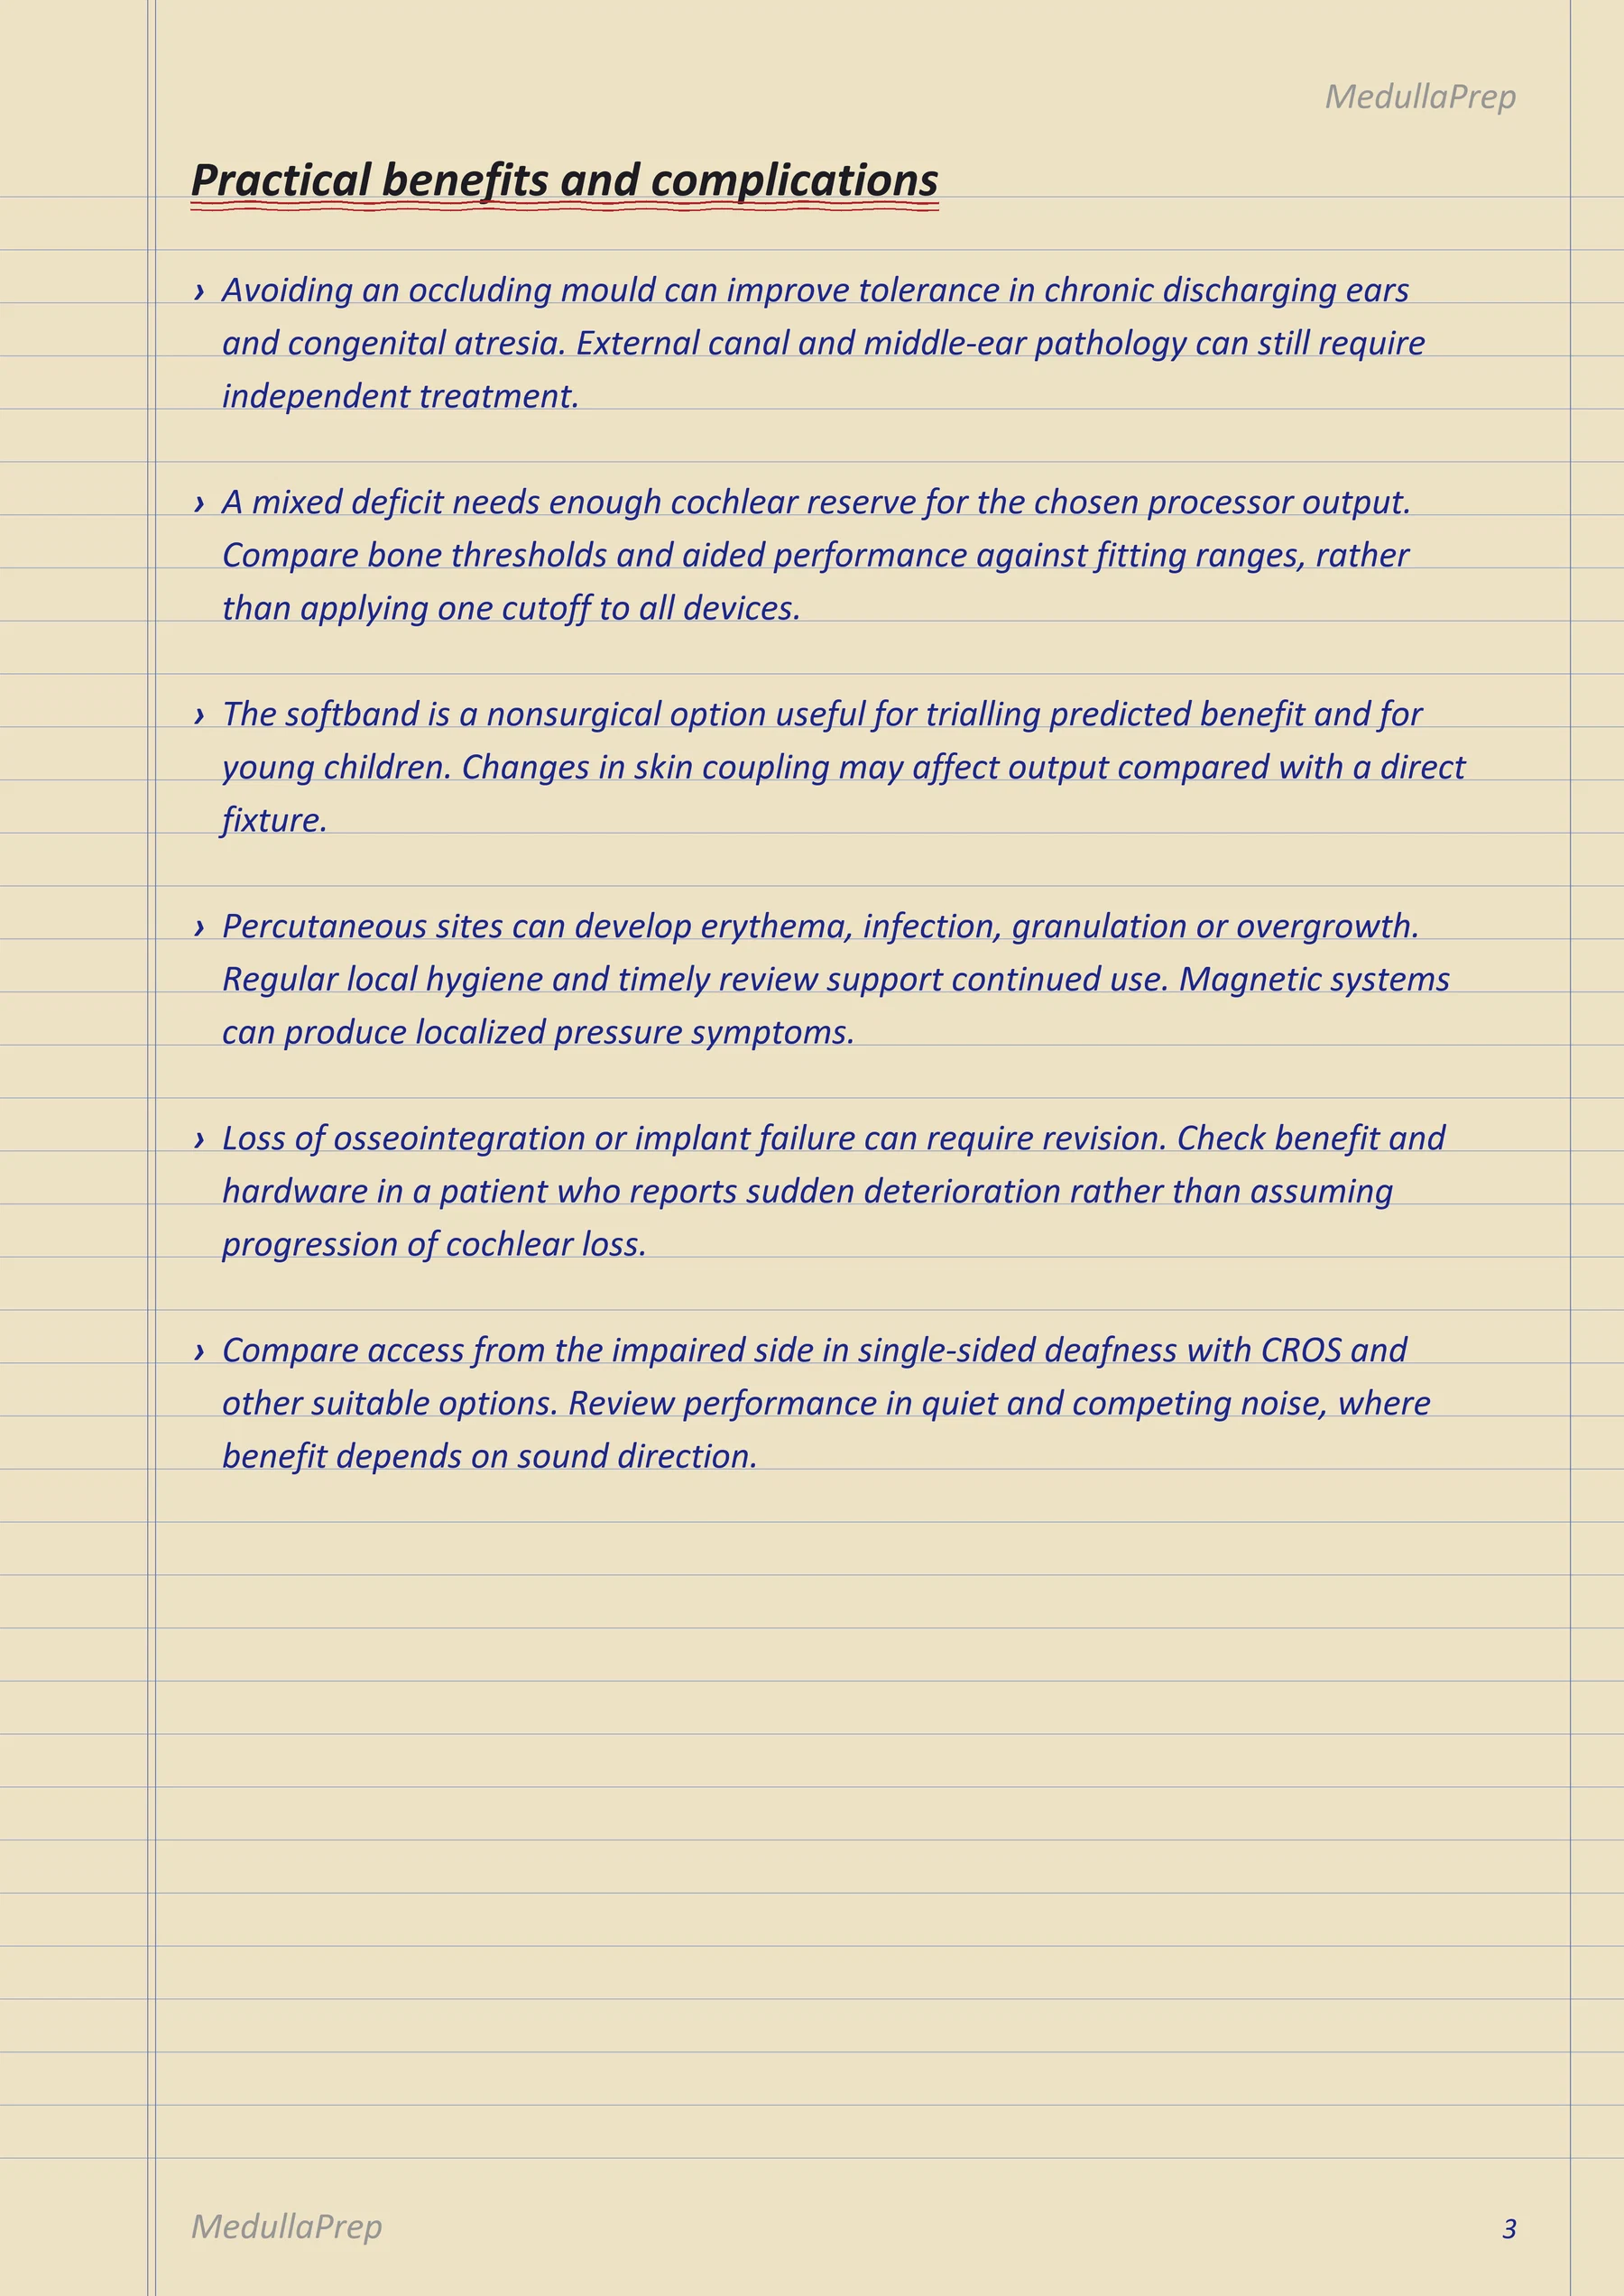 MedullaPrep
Practical benefits and complications
› Avoiding an occluding mould can improve tolerance in chronic discharging ears
and congenital atresia. External canal and middle-ear pathology can still require
independent treatment.
› A mixed deficit needs enough cochlear reserve for the chosen processor output.
Compare bone thresholds and aided performance against fitting ranges, rather
than applying one cutoff to all devices.
› The softband is a nonsurgical option useful for trialling predicted benefit and for
young children. Changes in skin coupling may affect output compared with a direct
fixture.
› Percutaneous sites can develop erythema, infection, granulation or overgrowth.
Regular local hygiene and timely review support continued use. Magnetic systems
can produce localized pressure symptoms.
› Loss of osseointegration or implant failure can require revision. Check benefit and
hardware in a patient who reports sudden deterioration rather than assuming
progression of cochlear loss.
› Compare access from the impaired side in single-sided deafness with CROS and
other suitable options. Review performance in quiet and competing noise, where
benefit depends on sound direction.
MedullaPrep
3